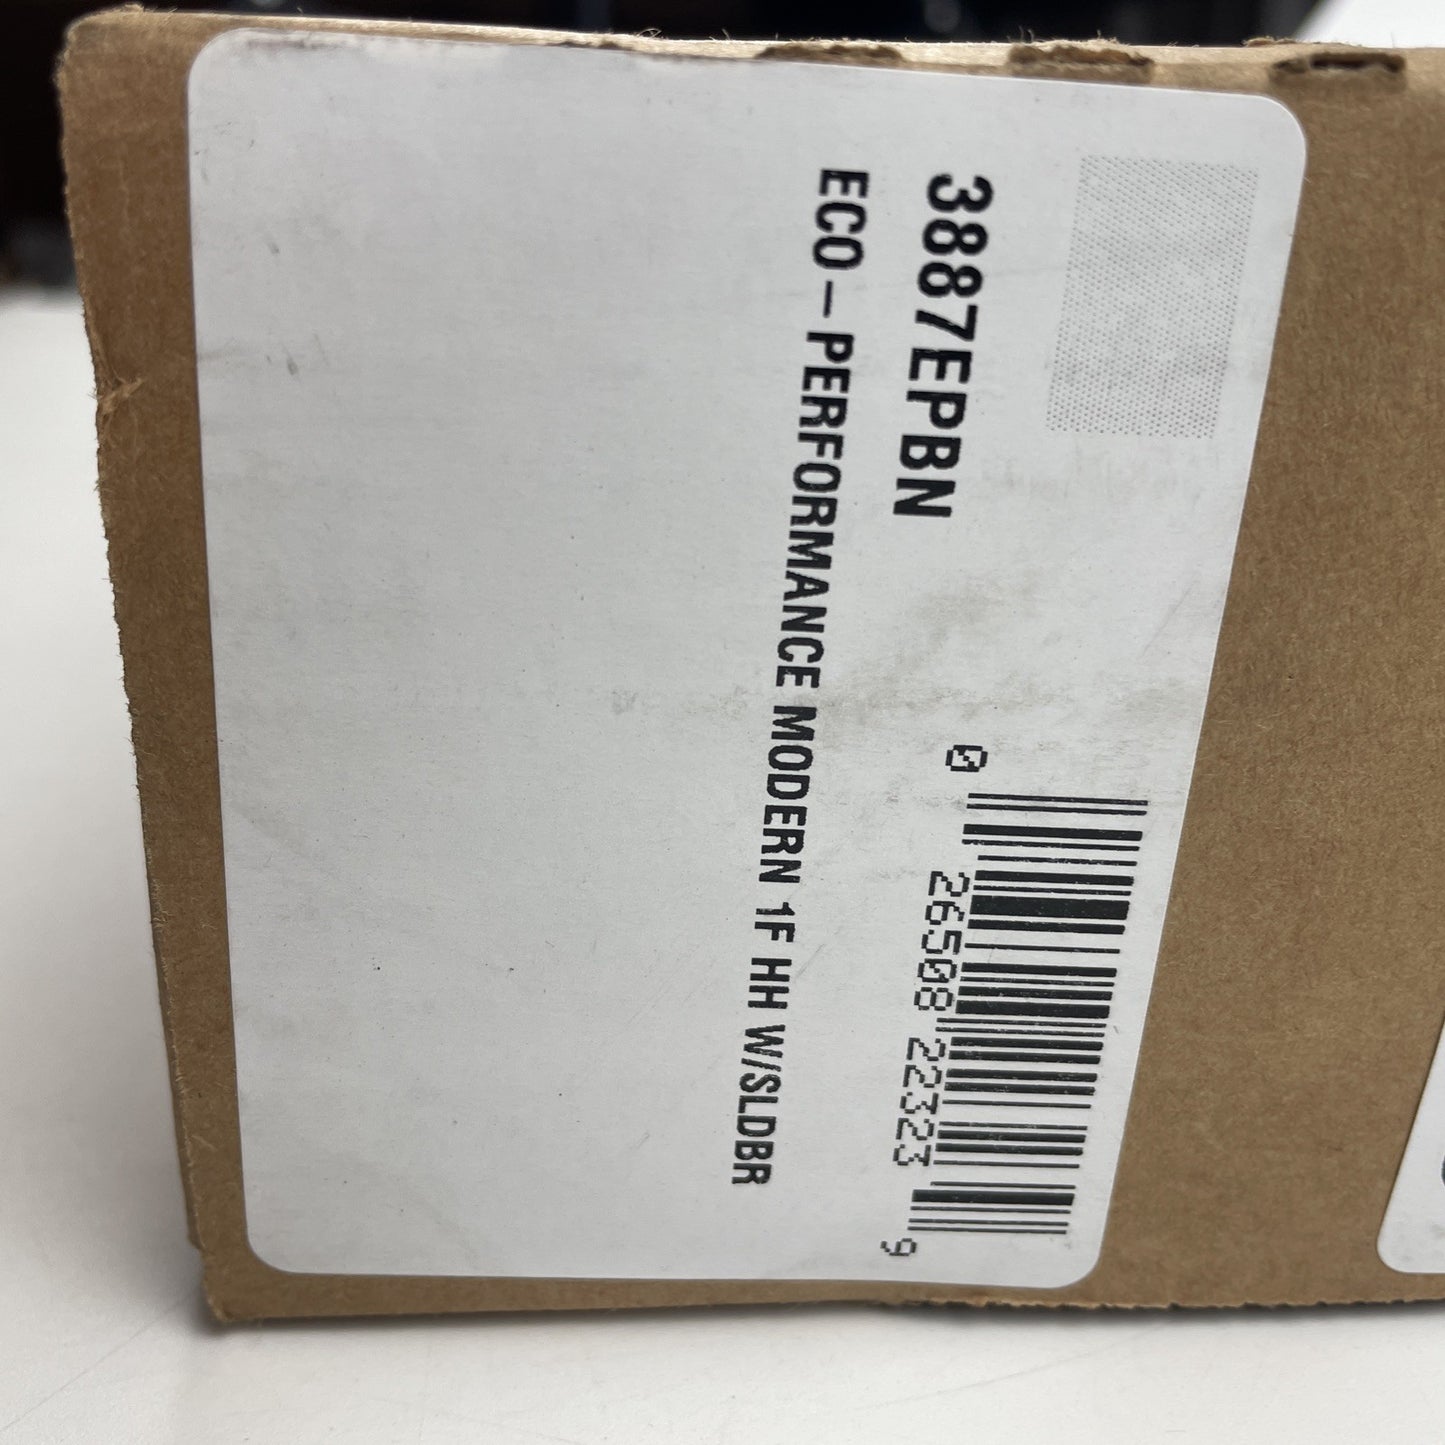 3887EPBN
ECO-PERFORMANCE MODERN 1F HH W/SLDBR
0 26508 22323 9